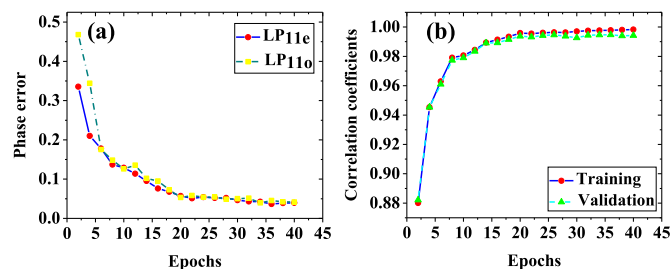 (a)
LP11e
LP11o
Phase error
0.5
0.4
0.3
0.2
0.1
0.0
0 5 10 15 20 25 30 35 40 45
Epochs
(b)
Training
Validation
Correlation coefficients
1.00
0.98
0.96
0.94
0.92
0.90
0.88
0 5 10 15 20 25 30 35 40 45
Epochs